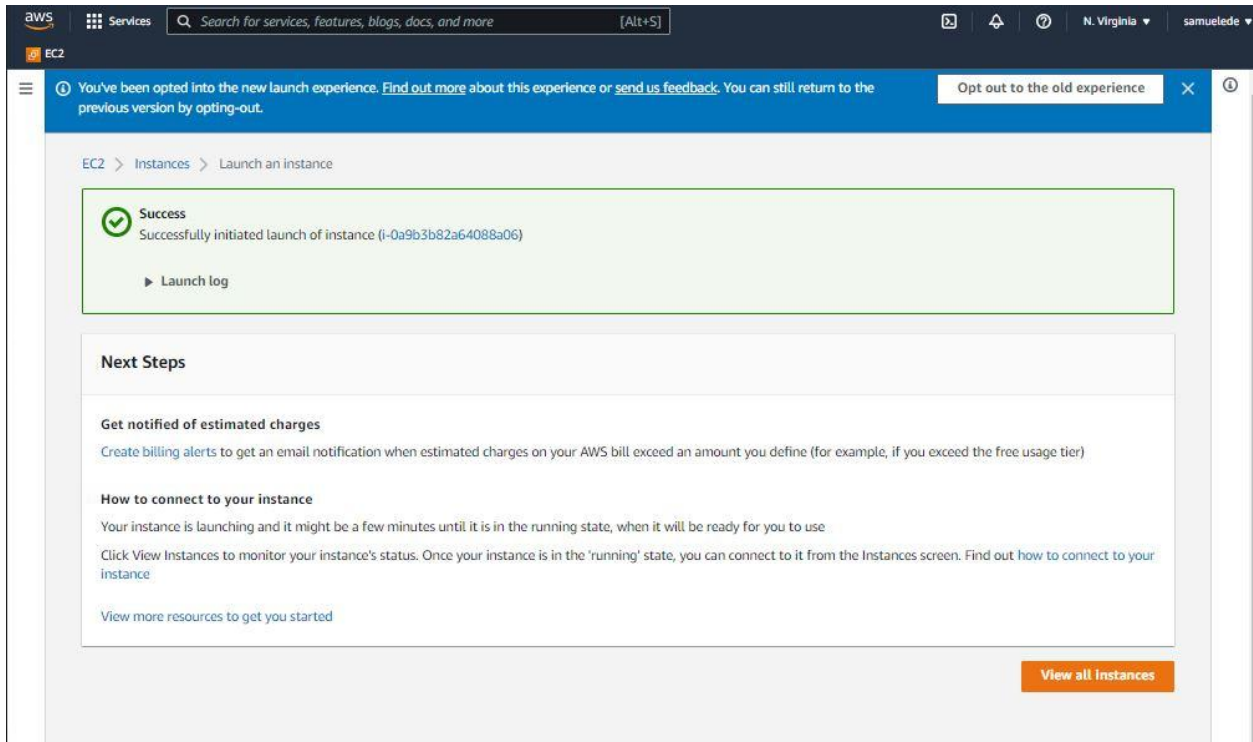 aws
Services
Search for services, features, blogs, docs, and more
[Alt+S]
N. Virginia
samuelede
EC2
You've been opted into the new launch experience. Find out more about this experience or send us feedback. You can still return to the
previous version by opting-out.
Opt out to the old experience
EC2 > Instances > Launch an instance
Success
Successfully initiated launch of instance (i-0a9b3b82a64088a06)
Launch log
Next Steps
Get notified of estimated charges
Create billing alerts to get an email notification when estimated charges on your AWS bill exceed an amount you define (for example, if you exceed the free usage tier)
How to connect to your instance
Your instance is launching and it might be a few minutes until it is in the running state, when it will be ready for you to use
Click View Instances to monitor your instance's status. Once your instance is in the 'running' state, you can connect to it from the Instances screen. Find out how to connect to your
instance
View more resources to get you started
View all instances